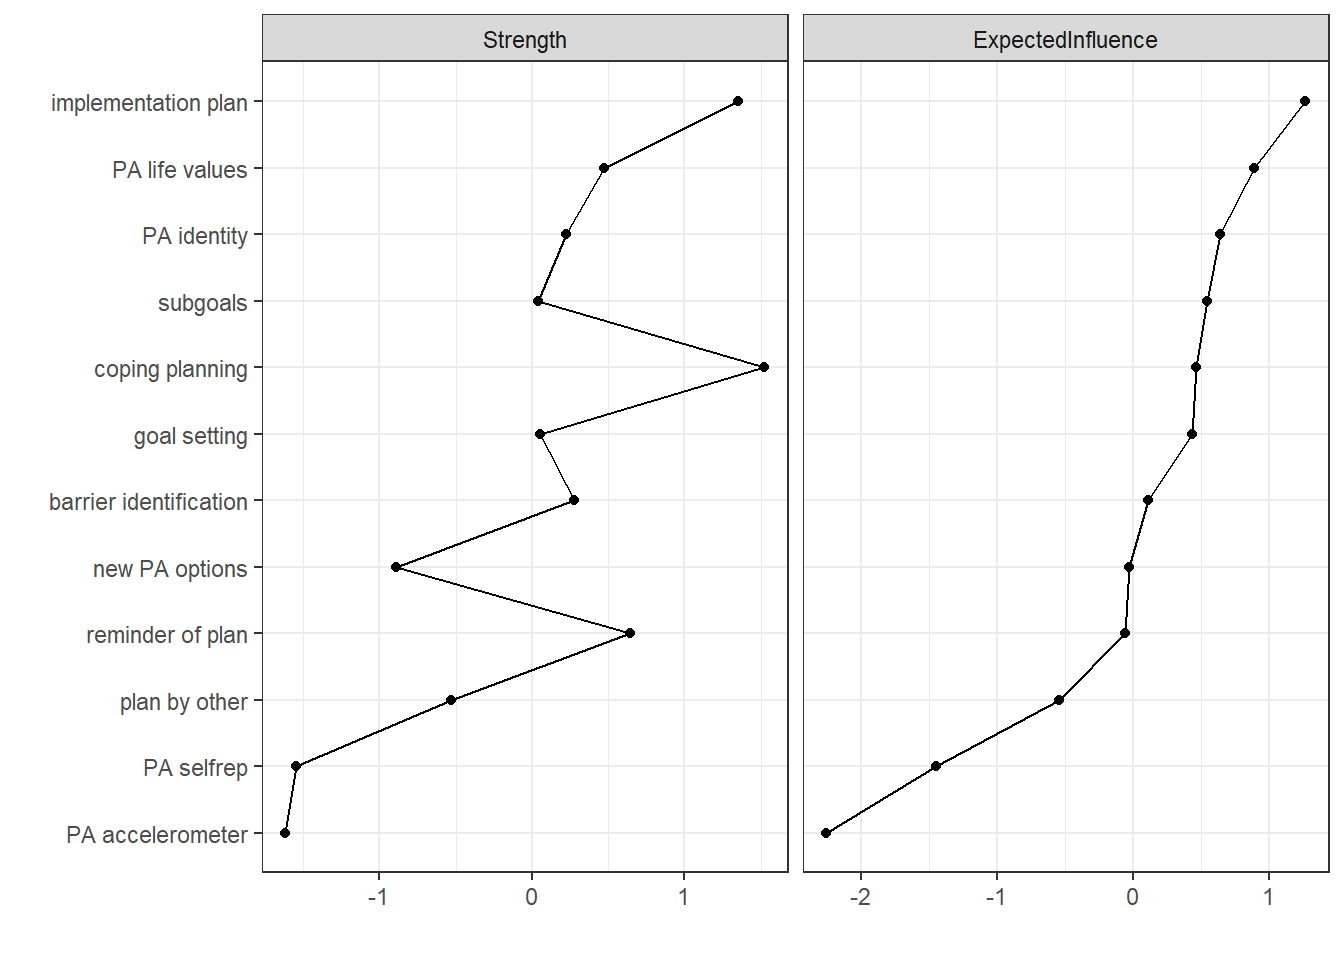 Strength
ExpectedInfluence
implementation plan
PA life values
PA identity
subgoals
coping planning
goal setting
barrier identification
new PA options
reminder of plan
plan by other
PA selfrep
PA accelerometer
-1 0 1
-2 -1 0 1